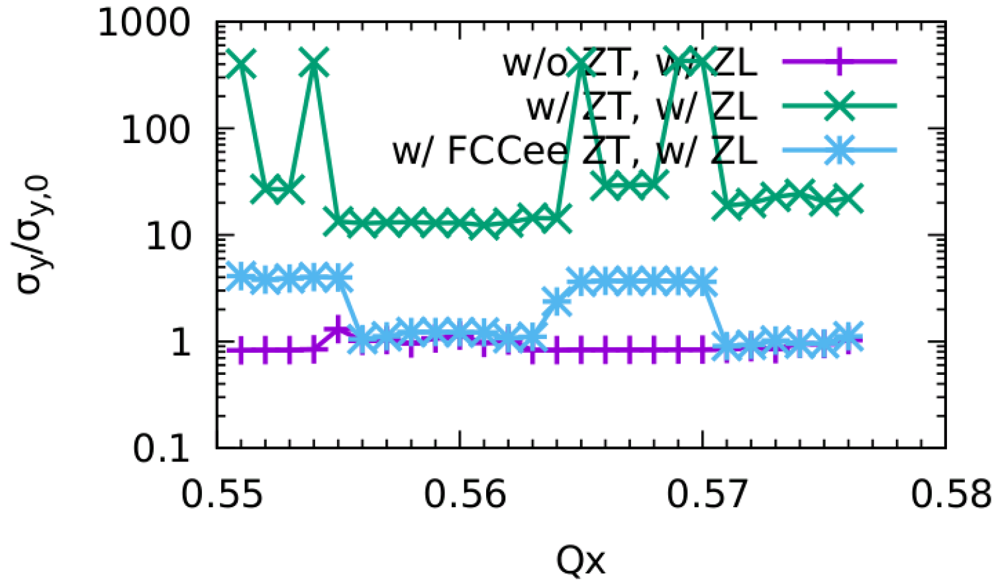 1000
100
10
1
0.1
σy/σy,0
w/o ZT, w/ ZL
w/ ZT, w/ ZL
w/ FCCee ZT, w/ ZL
0.55 0.56 0.57 0.58
Qx